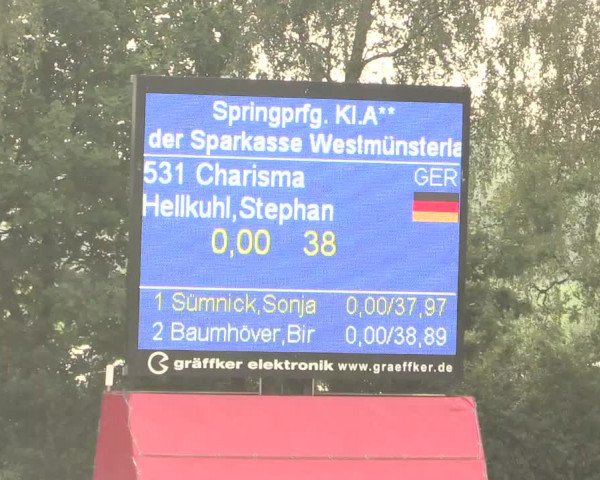 Springprfg. Kl.A**
der Sparkasse Westmünsterla
531 Charisma GER
Hellkuhl,Stephan
0,00 38
1 Sümnick,Sonja 0,00/37,97
2 Baumhöver,Bir 0,00/38,89
gräffker elektronik www.graeffker.de